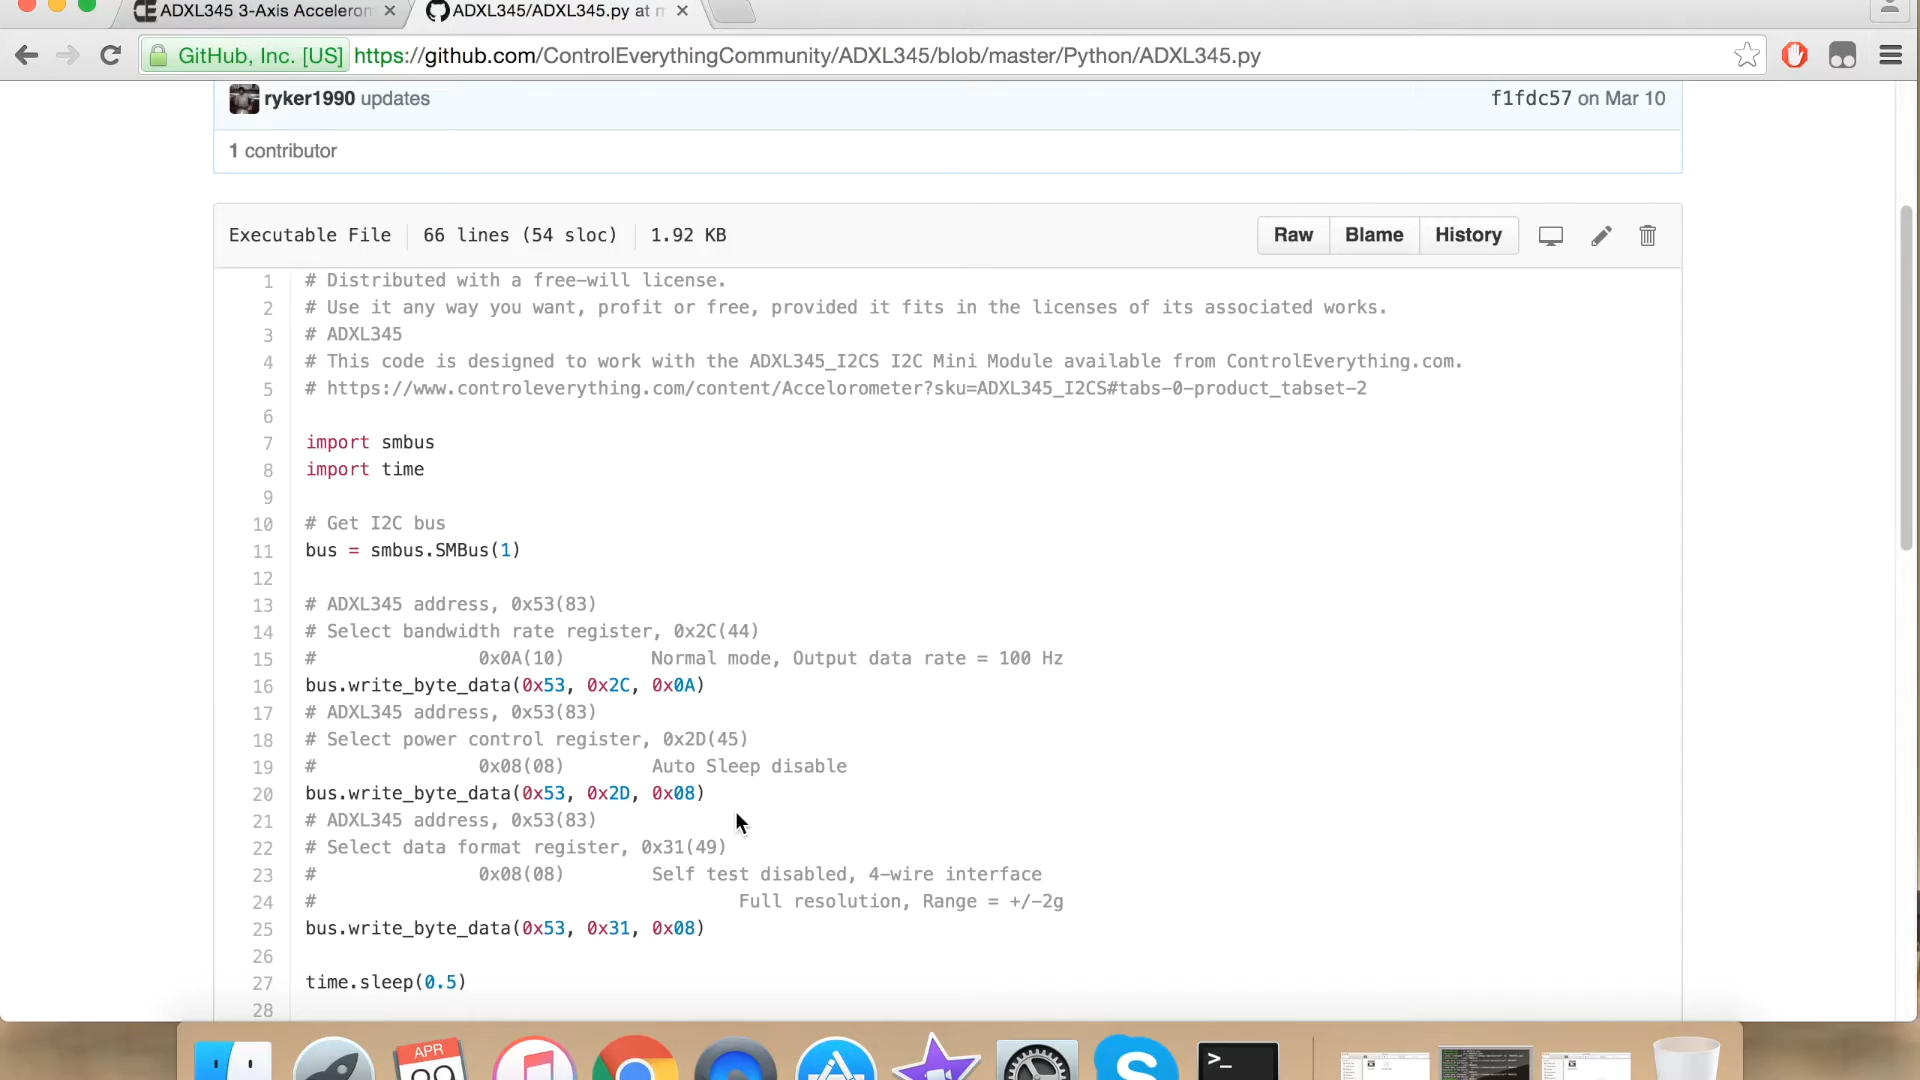 ADXL345 3-Axis Accelerom
ADXL345/ADXL345.py at m
GitHub, Inc. [US] https://github.com/ControlEverythingCommunity/ADXL345/blob/master/Python/ADXL345.py
ryker1990 updates f1fdc57 on Mar 10
1 contributor
Executable File 66 lines (54 sloc) 1.92 KB Raw Blame History
1 # Distributed with a free-will license.
2 # Use it any way you want, profit or free, provided it fits in the licenses of its associated works.
3 # ADXL345
4 # This code is designed to work with the ADXL345_I2CS I2C Mini Module available from ControlEverything.com.
5 # https://www.controleverything.com/content/Accelorometer?sku=ADXL345_I2CS#tabs-0-product_tabset-2
6
7 import smbus
8 import time
9
10 # Get I2C bus
11 bus = smbus.SMBus(1)
12
13 # ADXL345 address, 0x53(83)
14 # Select bandwidth rate register, 0x2C(44)
15 # 0x0A(10) Normal mode, Output data rate = 100 Hz
16 bus.write_byte_data(0x53, 0x2C, 0x0A)
17 # ADXL345 address, 0x53(83)
18 # Select power control register, 0x2D(45)
19 # 0x08(08) Auto Sleep disable
20 bus.write_byte_data(0x53, 0x2D, 0x08)
21 # ADXL345 address, 0x53(83)
22 # Select data format register, 0x31(49)
23 # 0x08(08) Self test disabled, 4-wire interface
24 # Full resolution, Range = +/-2g
25 bus.write_byte_data(0x53, 0x31, 0x08)
26
27 time.sleep(0.5)
28
APR